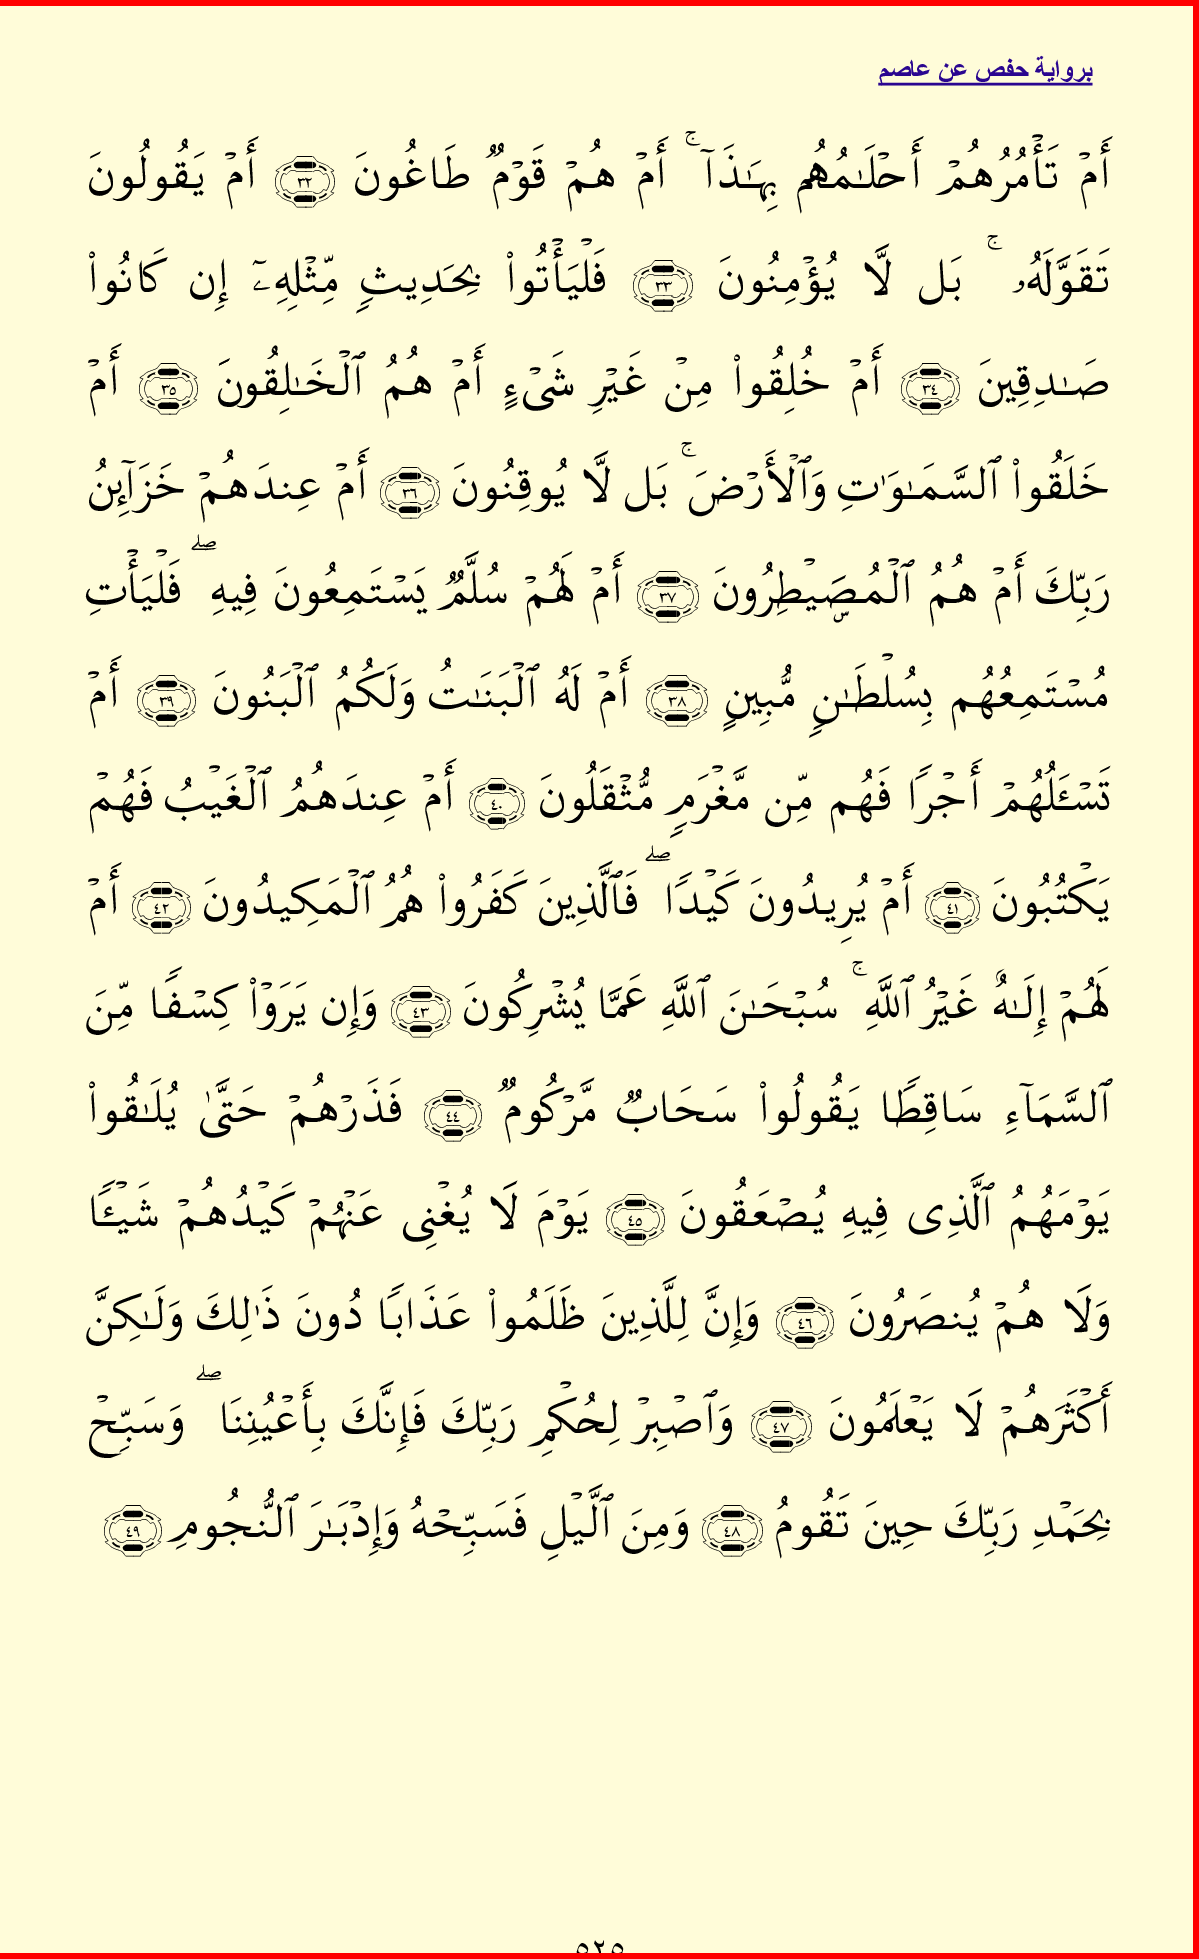 برواية حفص عن عاصم
أَمۡ تَأۡمُرُهُمۡ أَحۡلَٰمُهُم بِهَٰذَآۚ أَمۡ هُمۡ قَوۡمٞ طَاغُونَ ٣٢ أَمۡ يَقُولُونَ
تَقَوَّلَهُۥۚ بَل لَّا يُؤۡمِنُونَ ٣٣ فَلۡيَأۡتُواْ بِحَدِيثٖ مِّثۡلِهِۦٓ إِن كَانُواْ
صَٰدِقِينَ ٣٤ أَمۡ خُلِقُواْ مِنۡ غَيۡرِ شَيۡءٍ أَمۡ هُمُ ٱلۡخَٰلِقُونَ ٣٥ أَمۡ
خَلَقُواْ ٱلسَّمَٰوَٰتِ وَٱلۡأَرۡضَۚ بَل لَّا يُوقِنُونَ ٣٦ أَمۡ عِندَهُمۡ خَزَآئِنُ
رَبِّكَ أَمۡ هُمُ ٱلۡمُصَۜيۡطِرُونَ ٣٧ أَمۡ لَهُمۡ سُلَّمٞ يَسۡتَمِعُونَ فِيهِۖ فَلۡيَأۡتِ
مُسۡتَمِعُهُم بِسُلۡطَٰنٖ مُّبِينٍ ٣٨ أَمۡ لَهُ ٱلۡبَنَٰتُ وَلَكُمُ ٱلۡبَنُونَ ٣٩ أَمۡ
تَسۡـَٔلُهُمۡ أَجۡرٗا فَهُم مِّن مَّغۡرَمٖ مُّثۡقَلُونَ ٤٠ أَمۡ عِندَهُمُ ٱلۡغَيۡبُ فَهُمۡ
يَكۡتُبُونَ ٤١ أَمۡ يُرِيدُونَ كَيۡدٗاۖ فَٱلَّذِينَ كَفَرُواْ هُمُ ٱلۡمَكِيدُونَ ٤٢ أَمۡ
لَهُمۡ إِلَٰهٌ غَيۡرُ ٱللَّهِۚ سُبۡحَٰنَ ٱللَّهِ عَمَّا يُشۡرِكُونَ ٤٣ وَإِن يَرَوۡاْ كِسۡفٗا مِّنَ
ٱلسَّمَآءِ سَاقِطٗا يَقُولُواْ سَحَابٞ مَّرۡكُومٞ ٤٤ فَذَرۡهُمۡ حَتَّىٰ يُلَٰقُواْ
يَوۡمَهُمُ ٱلَّذِي فِيهِ يُصۡعَقُونَ ٤٥ يَوۡمَ لَا يُغۡنِي عَنۡهُمۡ كَيۡدُهُمۡ شَيۡـٔٗا
وَلَا هُمۡ يُنصَرُونَ ٤٦ وَإِنَّ لِلَّذِينَ ظَلَمُواْ عَذَابٗا دُونَ ذَٰلِكَ وَلَٰكِنَّ
أَكۡثَرَهُمۡ لَا يَعۡلَمُونَ ٤٧ وَٱصۡبِرۡ لِحُكۡمِ رَبِّكَ فَإِنَّكَ بِأَعۡيُنِنَاۖ وَسَبِّحۡ
بِحَمۡدِ رَبِّكَ حِينَ تَقُومُ ٤٨ وَمِنَ ٱلَّيۡلِ فَسَبِّحۡهُ وَإِدۡبَٰرَ ٱلنُّجُومِ ٤٩
٥٢٥